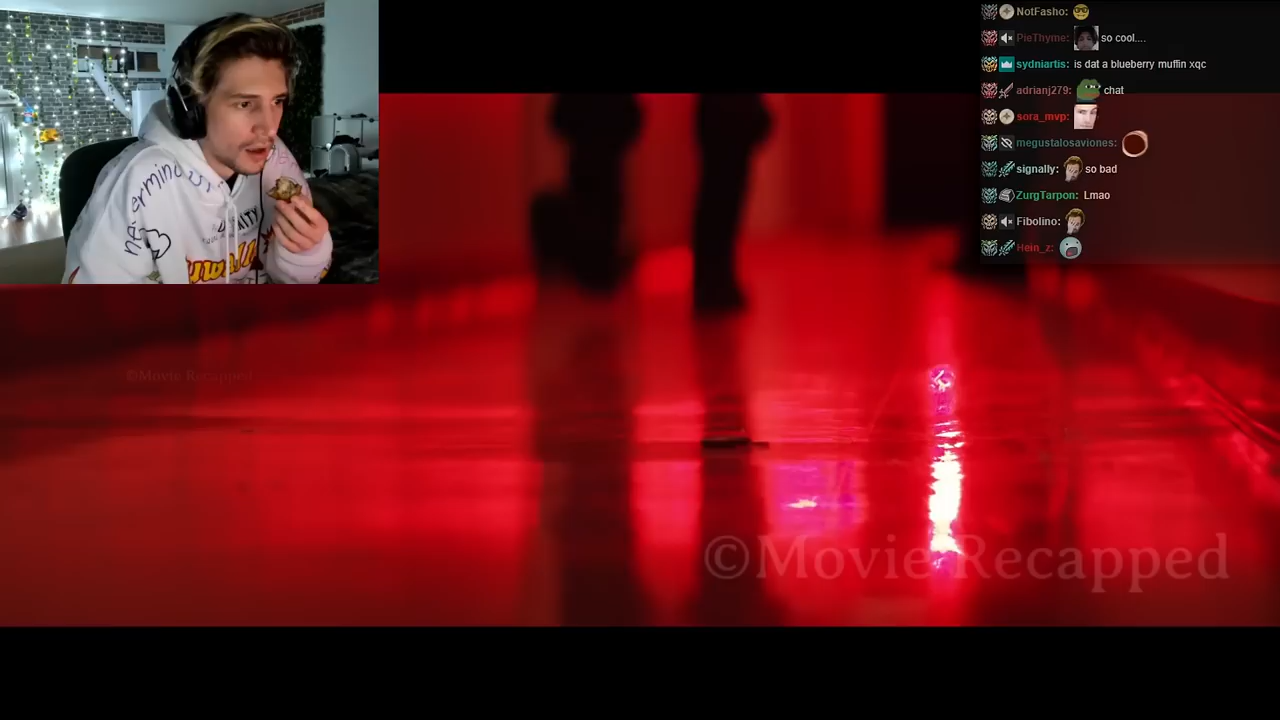 NotFasho:
PieThyme: so cool....
sydniartis: is dat a blueberry muffin xqc
adrianj279: chat
sora_mvp:
megustalosaviones:
signally: so bad
ZurgTarpon: Lmao
Fibolino:
Hein_z:
©Movie Recapped
©Movie Recapped